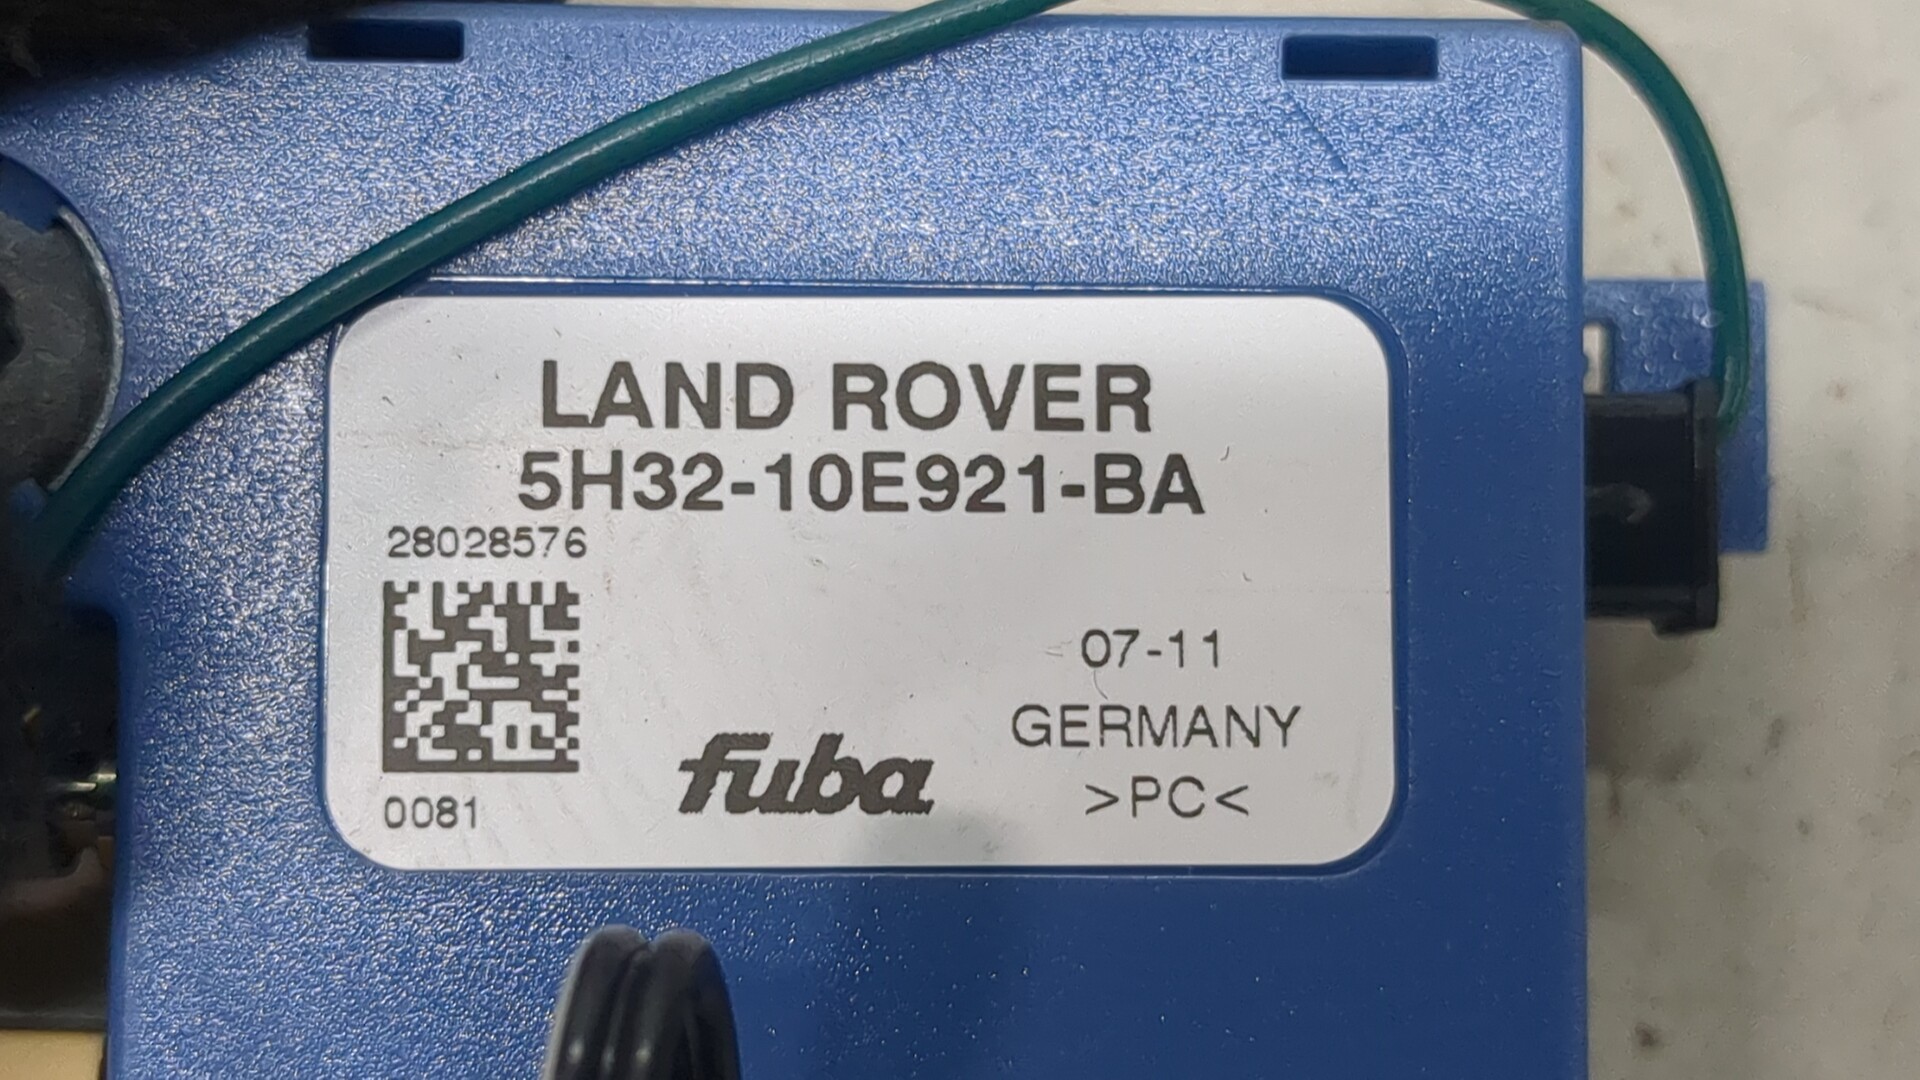 LAND ROVER
5H32-10E921-BA
28028576
07-11
GERMANY
fuba
>PC<
0081